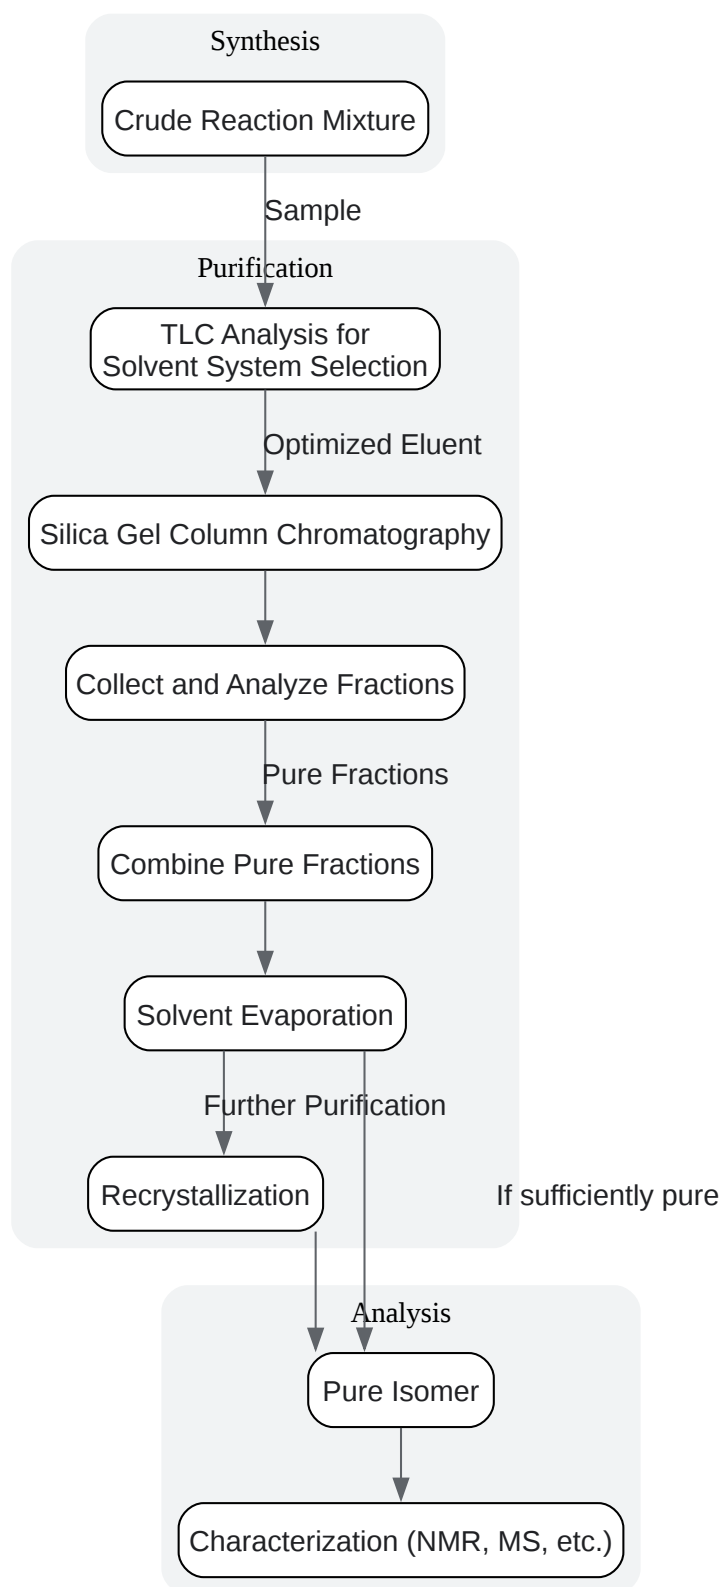 Synthesis
Crude Reaction Mixture
Sample
Purification
TLC Analysis for
Solvent System Selection
Optimized Eluent
Silica Gel Column Chromatography
Collect and Analyze Fractions
Pure Fractions
Combine Pure Fractions
Solvent Evaporation
Further Purification
Recrystallization
If sufficiently pure
Analysis
Pure Isomer
Characterization (NMR, MS, etc.)